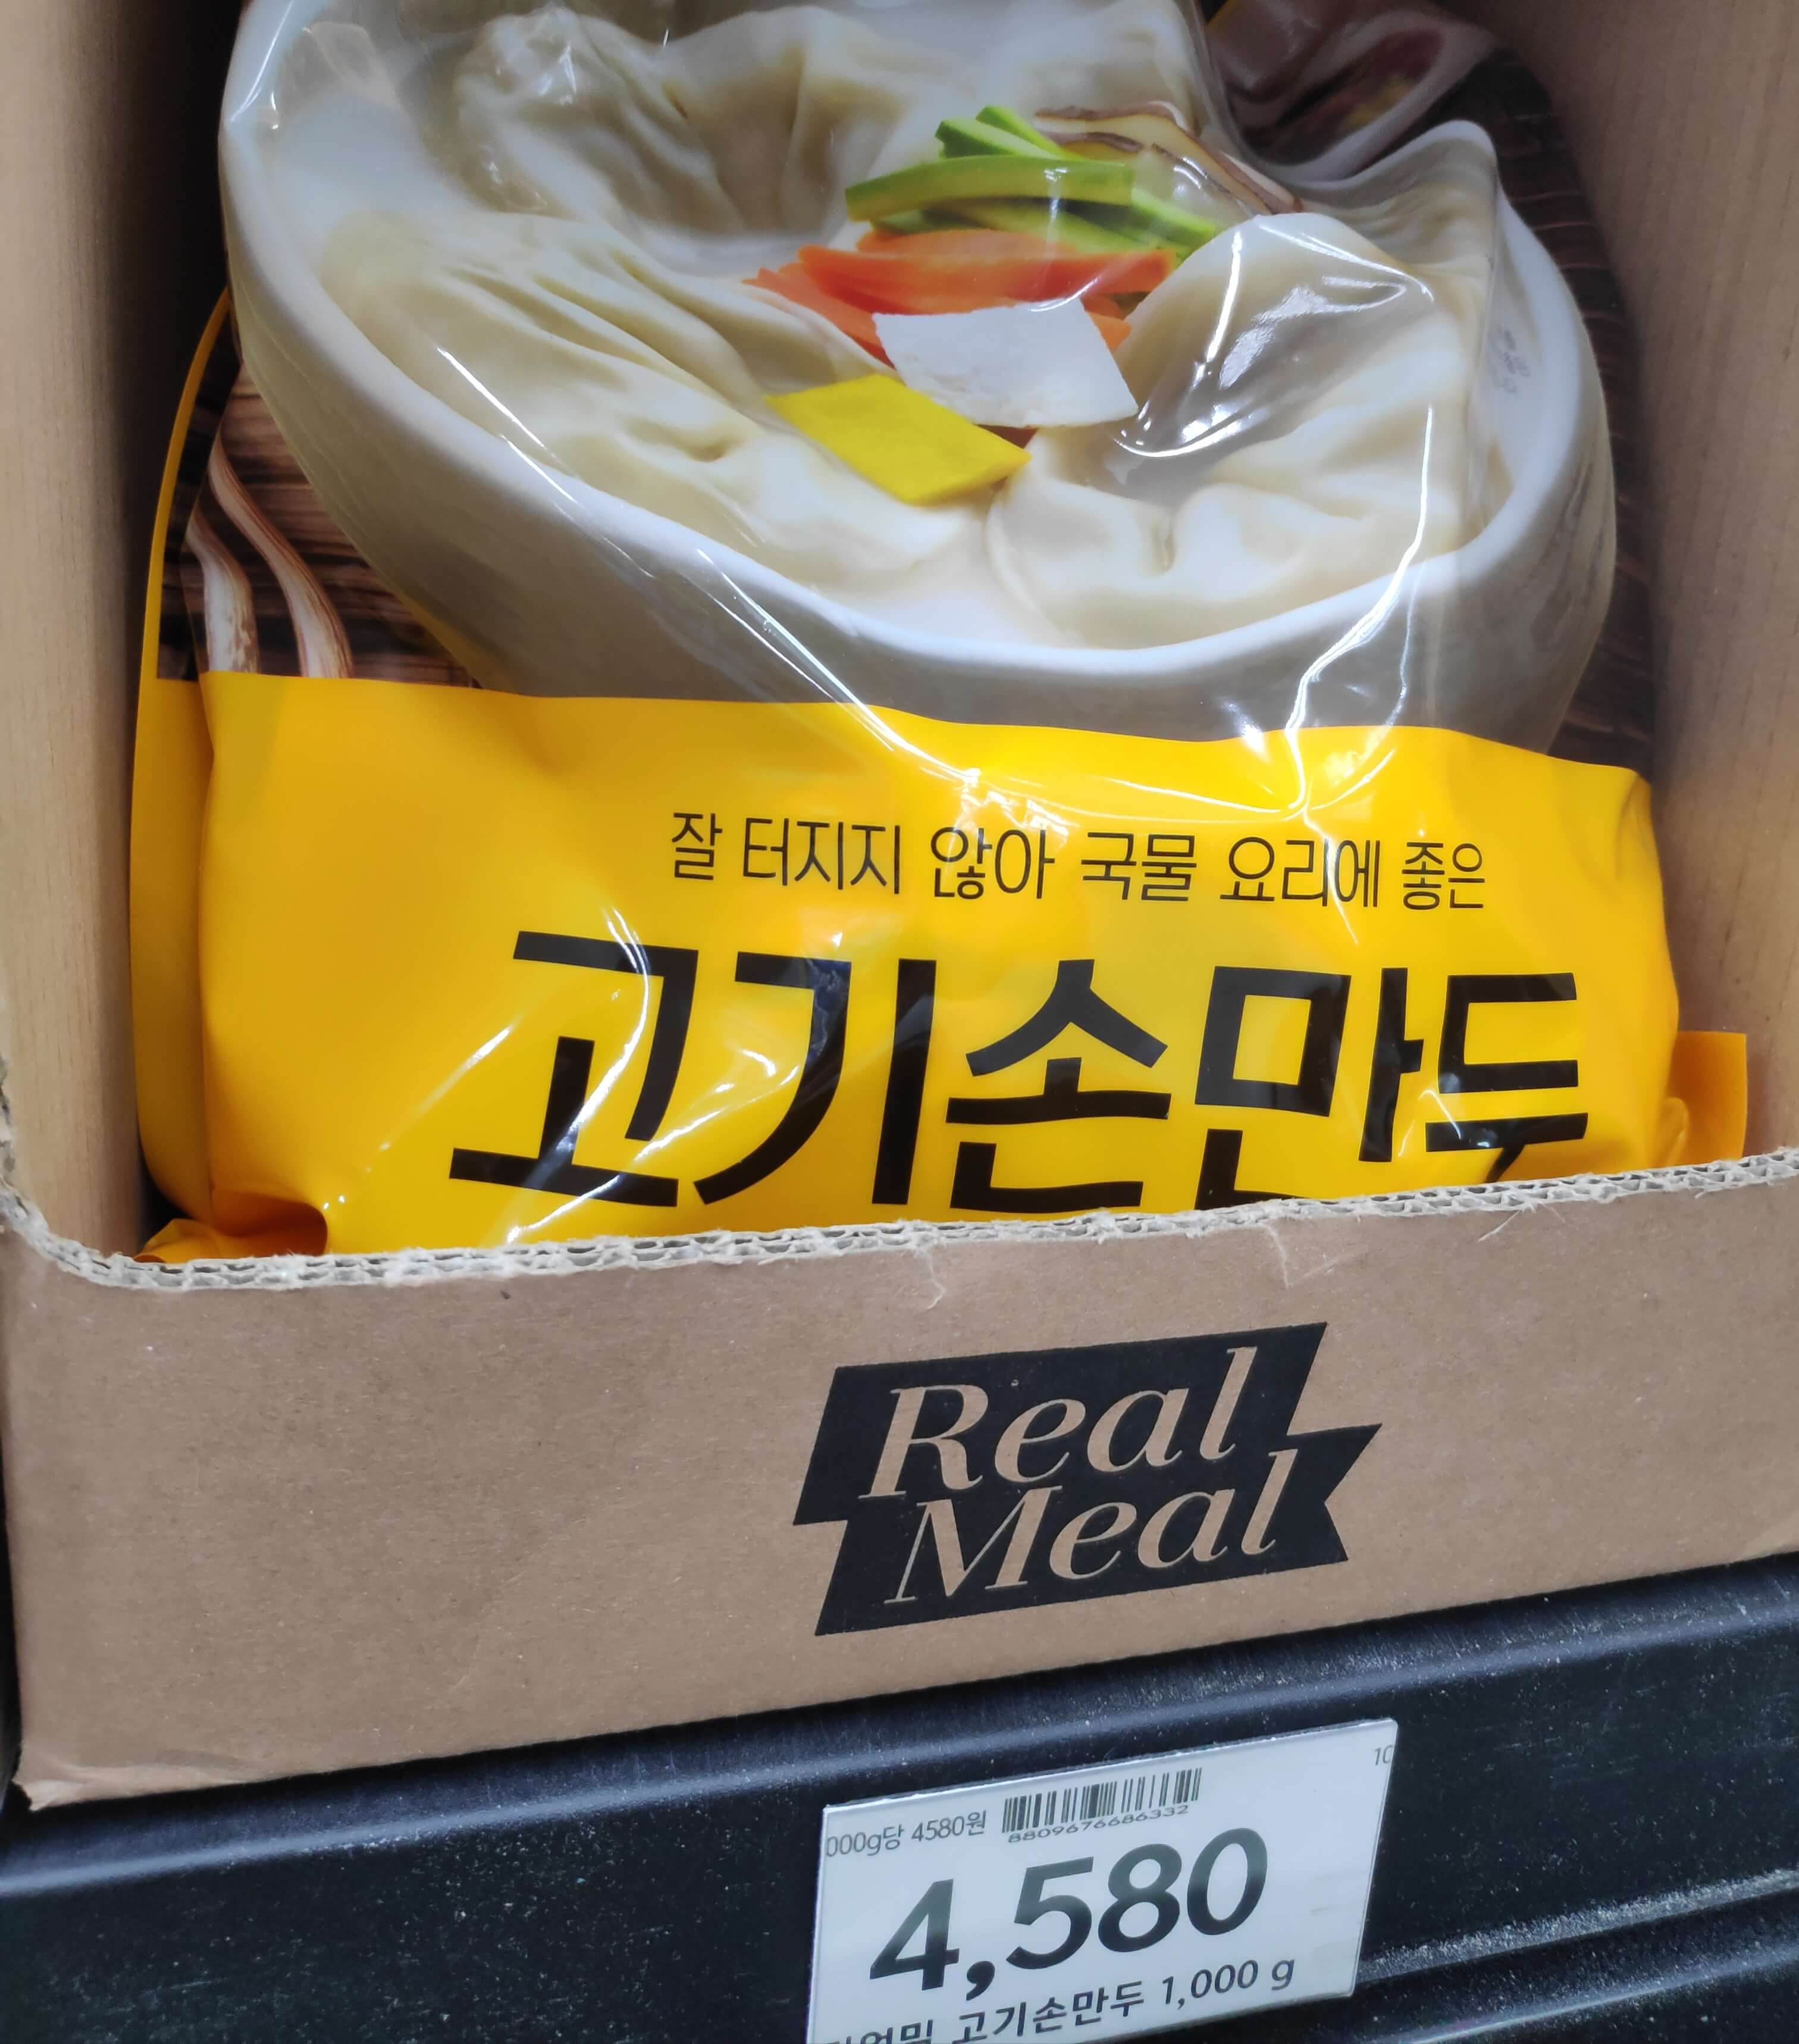 잘 터지지 않아 국물 요리에 좋은
고기손만두
Real
Meal
10
000g당 4580원
8809676686332
4,580
고기손만두 1,000 g